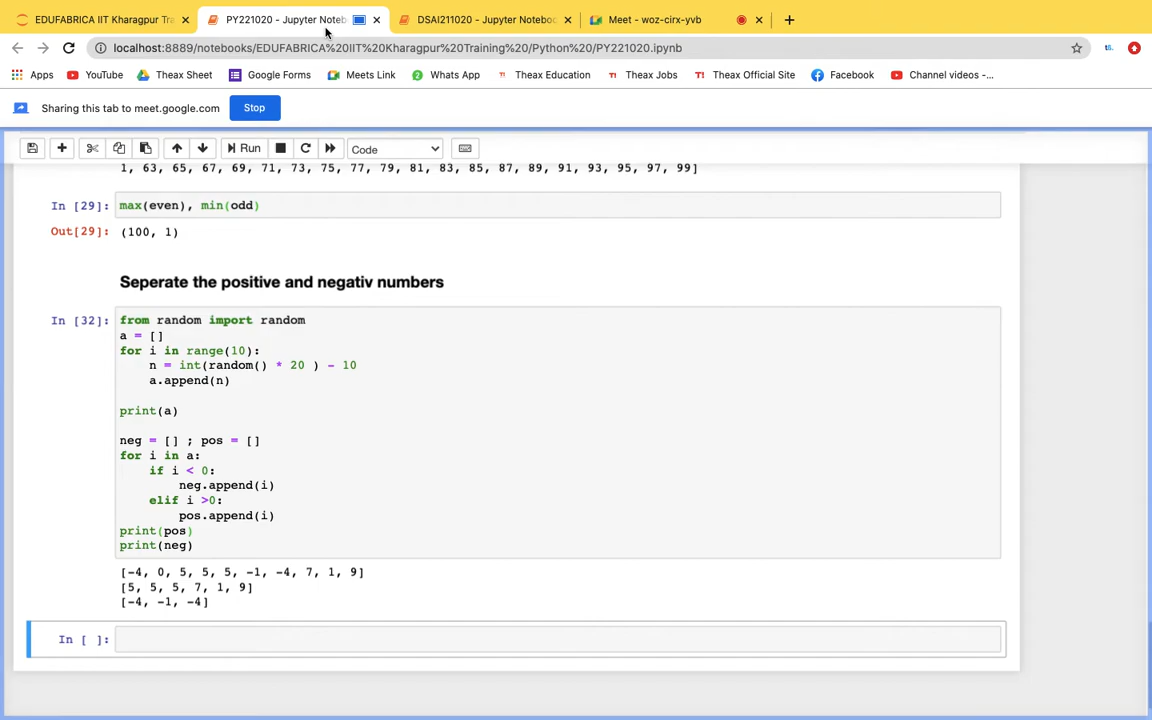 EDUFABRICA IIT Kharagpur Tra
PY221020 - Jupyter Noteb
DSAI211020 - Jupyter Noteboo
Meet - woz-cirx-yvb
localhost:8889/notebooks/EDUFABRICA%20IIT%20Kharagpur%20Training%20/Python%20/PY221020.ipynb
Apps YouTube Theax Sheet Google Forms Meets Link Whats App Theax Education Theax Jobs Theax Official Site Facebook Channel videos -...
Sharing this tab to meet.google.com Stop
Run Code
1, 63, 65, 67, 69, 71, 73, 75, 77, 79, 81, 83, 85, 87, 89, 91, 93, 95, 97, 99]
In [29]: max(even), min(odd)
Out[29]: (100, 1)
Seperate the positive and negativ numbers
In [32]: from random import random
a = []
for i in range(10):
n = int(random() * 20 ) - 10
a.append(n)
print(a)
neg = [] ; pos = []
for i in a:
if i < 0:
neg.append(i)
elif i >0:
pos.append(i)
print(pos)
print(neg)
[-4, 0, 5, 5, 5, -1, -4, 7, 1, 9]
[5, 5, 5, 7, 1, 9]
[-4, -1, -4]
In [ ]: